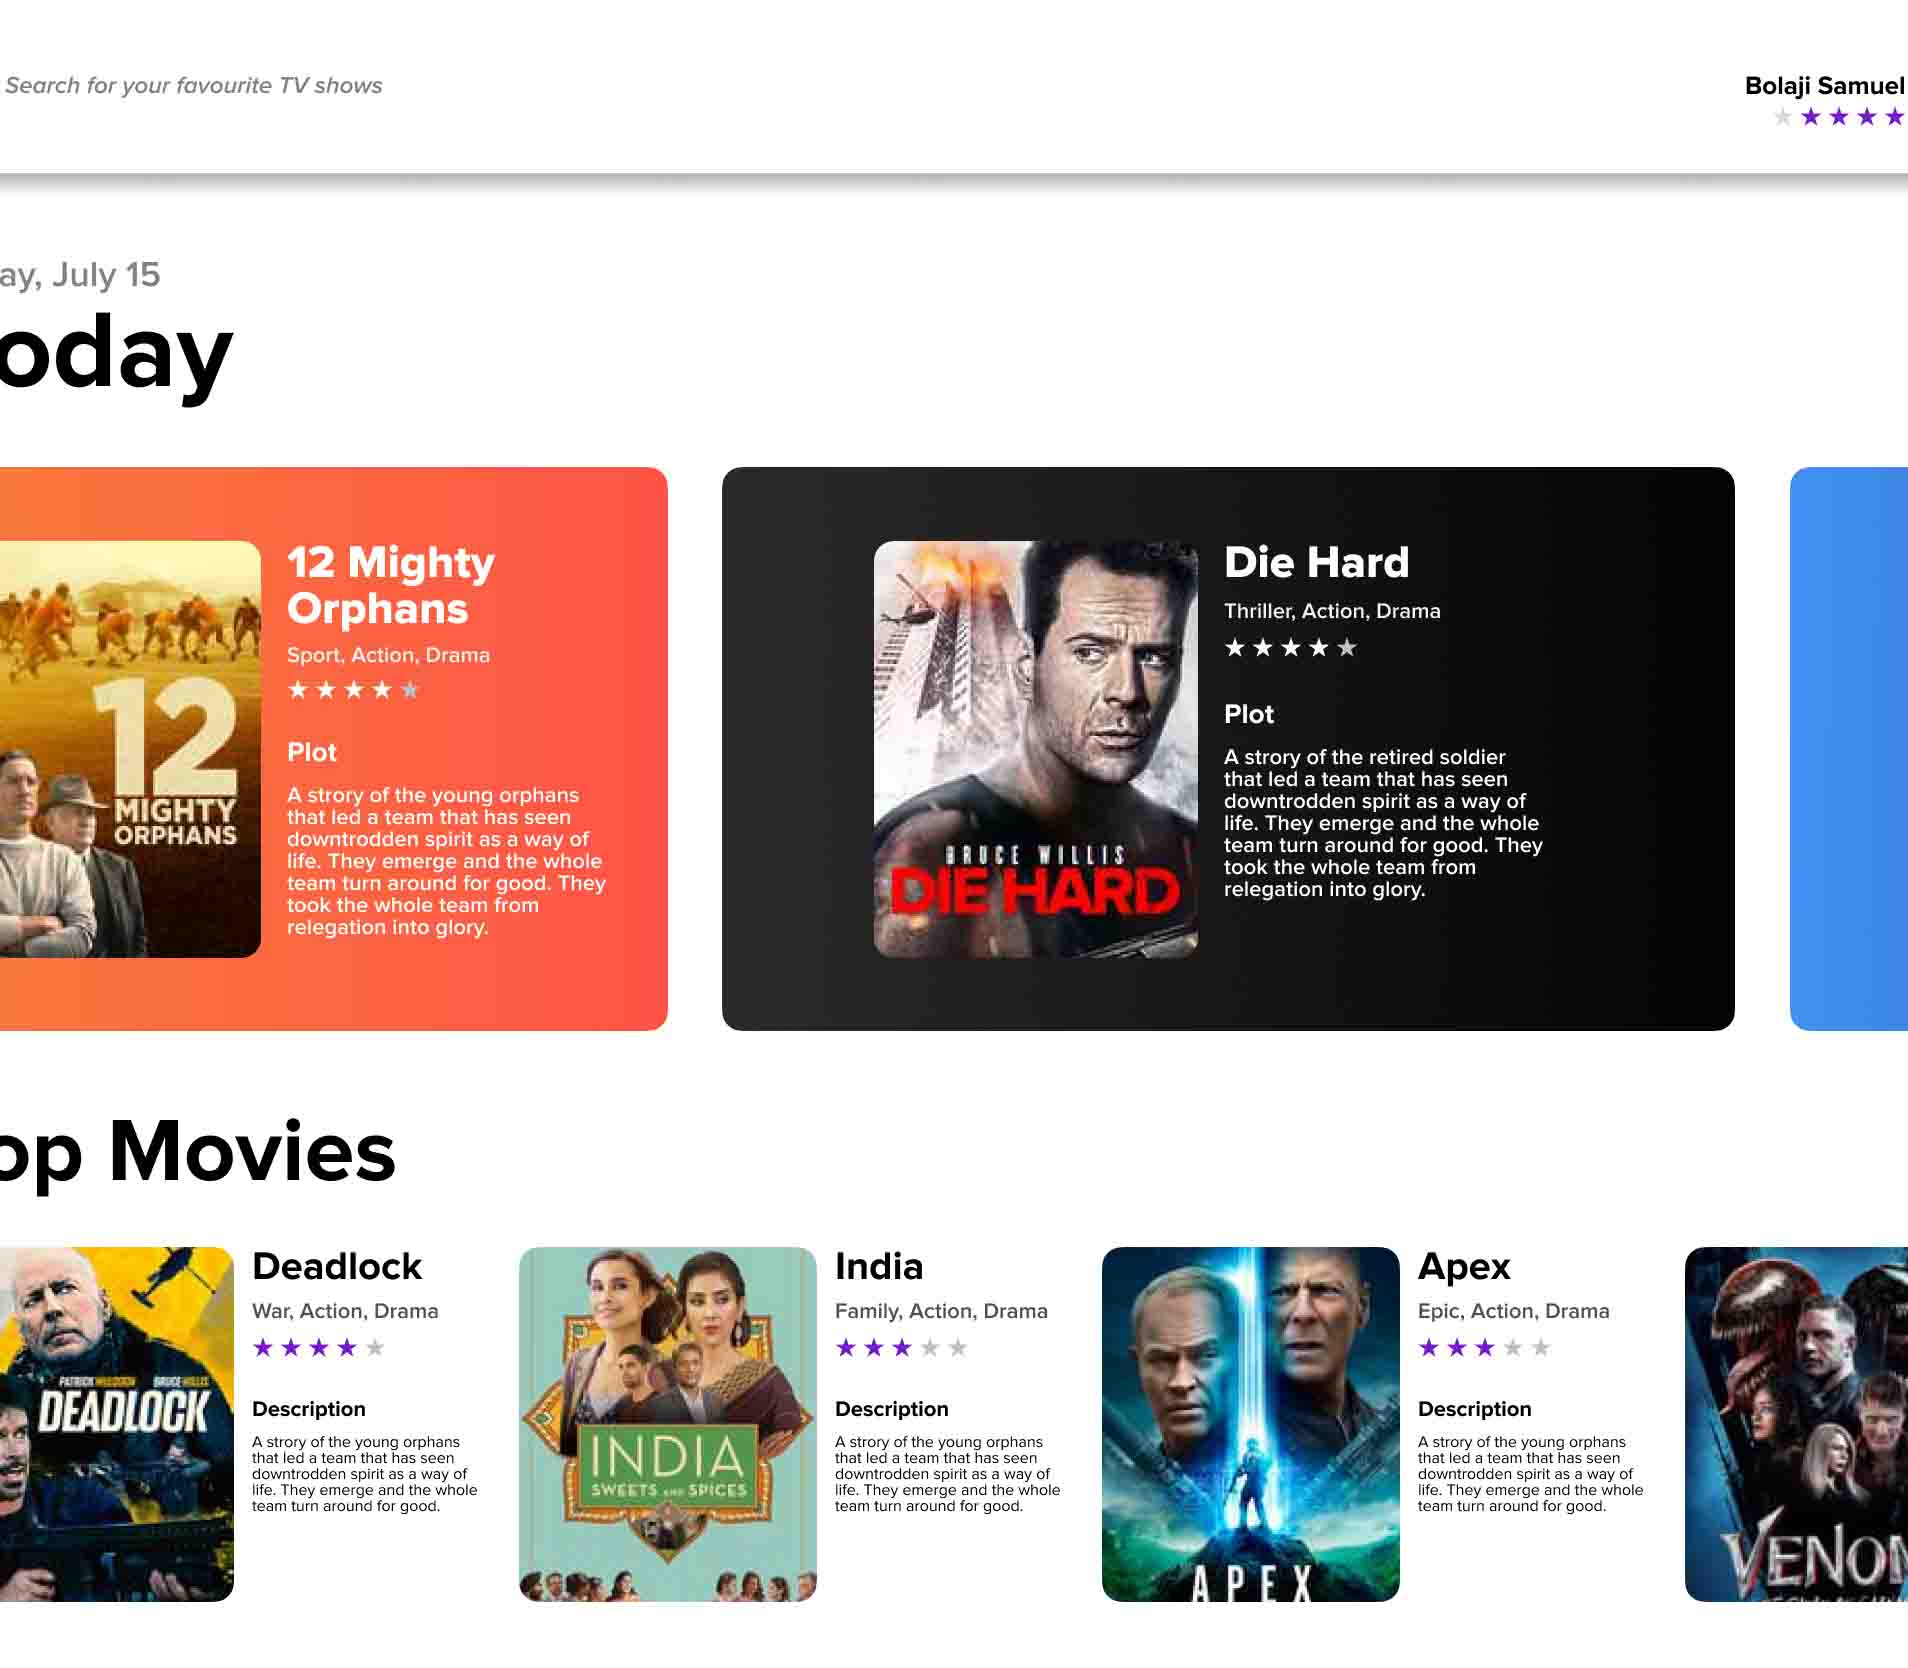 Search for your favourite TV shows
Bolaji Samuel
ay, July 15
oday
12
MIGHTY
ORPHANS
12 Mighty
Orphans
Sport, Action, Drama
Plot
A strory of the young orphans
that led a team that has seen
downtrodden spirit as a way of
life. They emerge and the whole
team turn around for good. They
took the whole team from
relegation into glory.
BRUCE WILLIS
DIE HARD
Die Hard
Thriller, Action, Drama
Plot
A strory of the retired soldier
that led a team that has seen
downtrodden spirit as a way of
life. They emerge and the whole
team turn around for good. They
took the whole team from
relegation into glory.
op Movies
BRUCE WILLIS
DEADLOCK
Deadlock
War, Action, Drama
Description
A strory of the young orphans
that led a team that has seen
downtrodden spirit as a way of
life. They emerge and the whole
team turn around for good.
INDIA
SWEETS AND SPICES
India
Family, Action, Drama
Description
A strory of the young orphans
that led a team that has seen
downtrodden spirit as a way of
life. They emerge and the whole
team turn around for good.
APEX
Apex
Epic, Action, Drama
Description
A strory of the young orphans
that led a team that has seen
downtrodden spirit as a way of
life. They emerge and the whole
team turn around for good.
VENOM